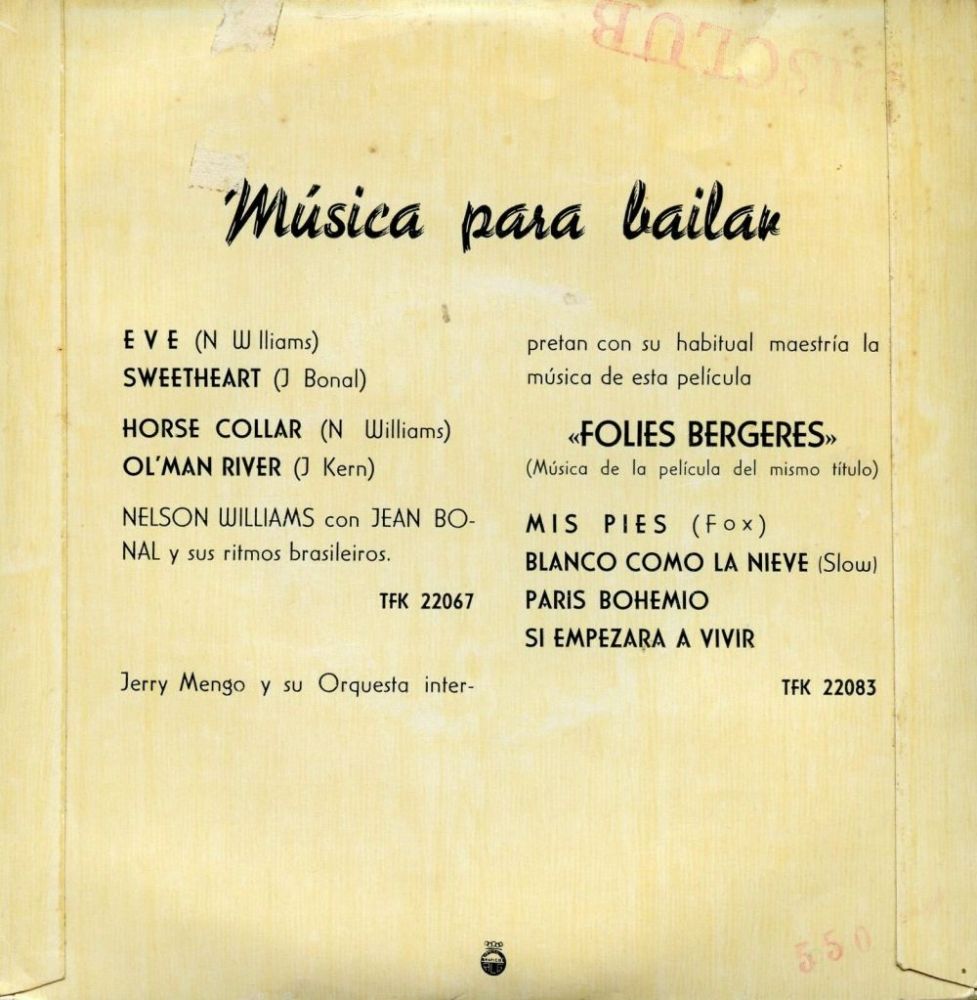 DISCLUB
Música para bailar
EVE (N W lliams)
SWEETHEART (J Bonal)
HORSE COLLAR (N Williams)
OL'MAN RIVER (J Kern)
NELSON WILLIAMS con JEAN BO-
NAL y sus ritmos brasileiros.
TFK 22067
Jerry Mengo y su Orquesta inter-
pretan con su habitual maestría la
música de esta película
«FOLIES BERGERES»
(Música de la película del mismo título)
MIS PIES (Fox)
BLANCO COMO LA NIEVE (Slow)
PARIS BOHEMIO
SI EMPEZARA A VIVIR
TFK 22083
550